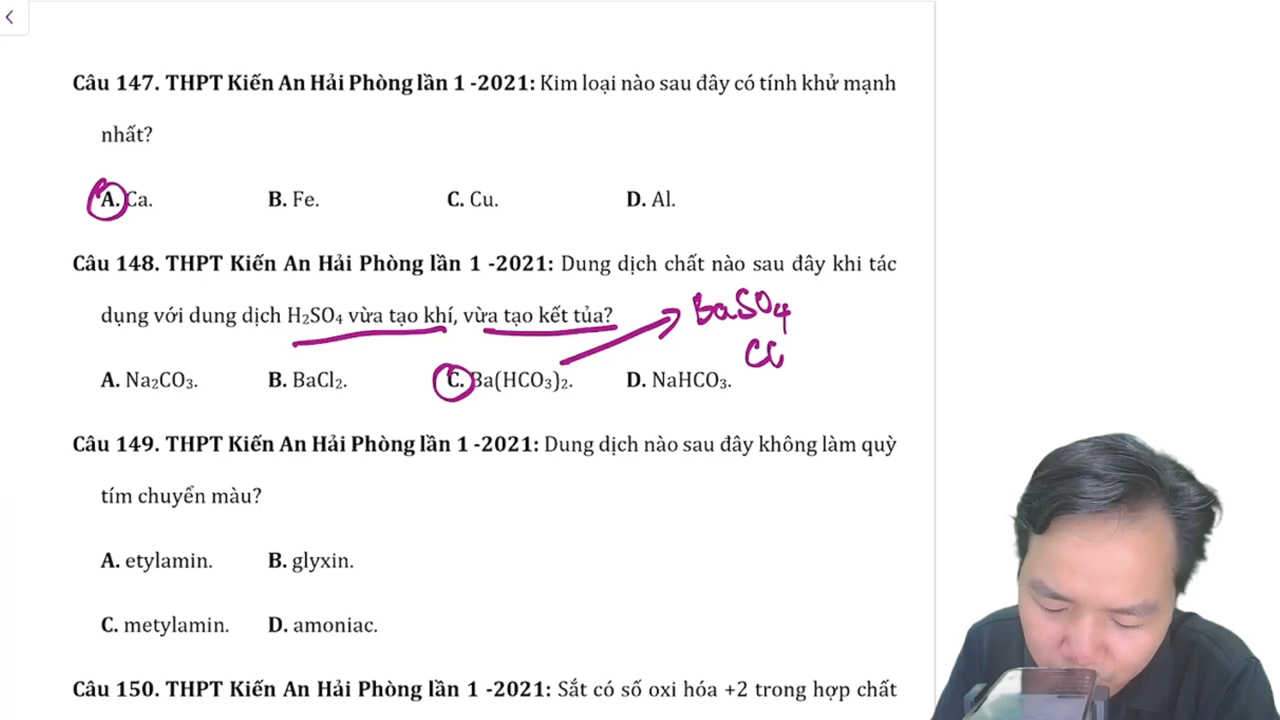 Câu 147. THPT Kiến An Hải Phòng lần 1 -2021: Kim loại nào sau đây có tính khử mạnh
nhất?
A. Ca. B. Fe. C. Cu. D. Al.
Câu 148. THPT Kiến An Hải Phòng lần 1 -2021: Dung dịch chất nào sau đây khi tác
dụng với dung dịch H₂SO₄ vừa tạo khí, vừa tạo kết tủa?
BaSO₄
CO
A. Na₂CO₃. B. BaCl₂. C. Ba(HCO₃)₂. D. NaHCO₃.
Câu 149. THPT Kiến An Hải Phòng lần 1 -2021: Dung dịch nào sau đây không làm quỳ
tím chuyển màu?
A. etylamin. B. glyxin.
C. metylamin. D. amoniac.
Câu 150. THPT Kiến An Hải Phòng lần 1 -2021: Sắt có số oxi hóa +2 trong hợp chất